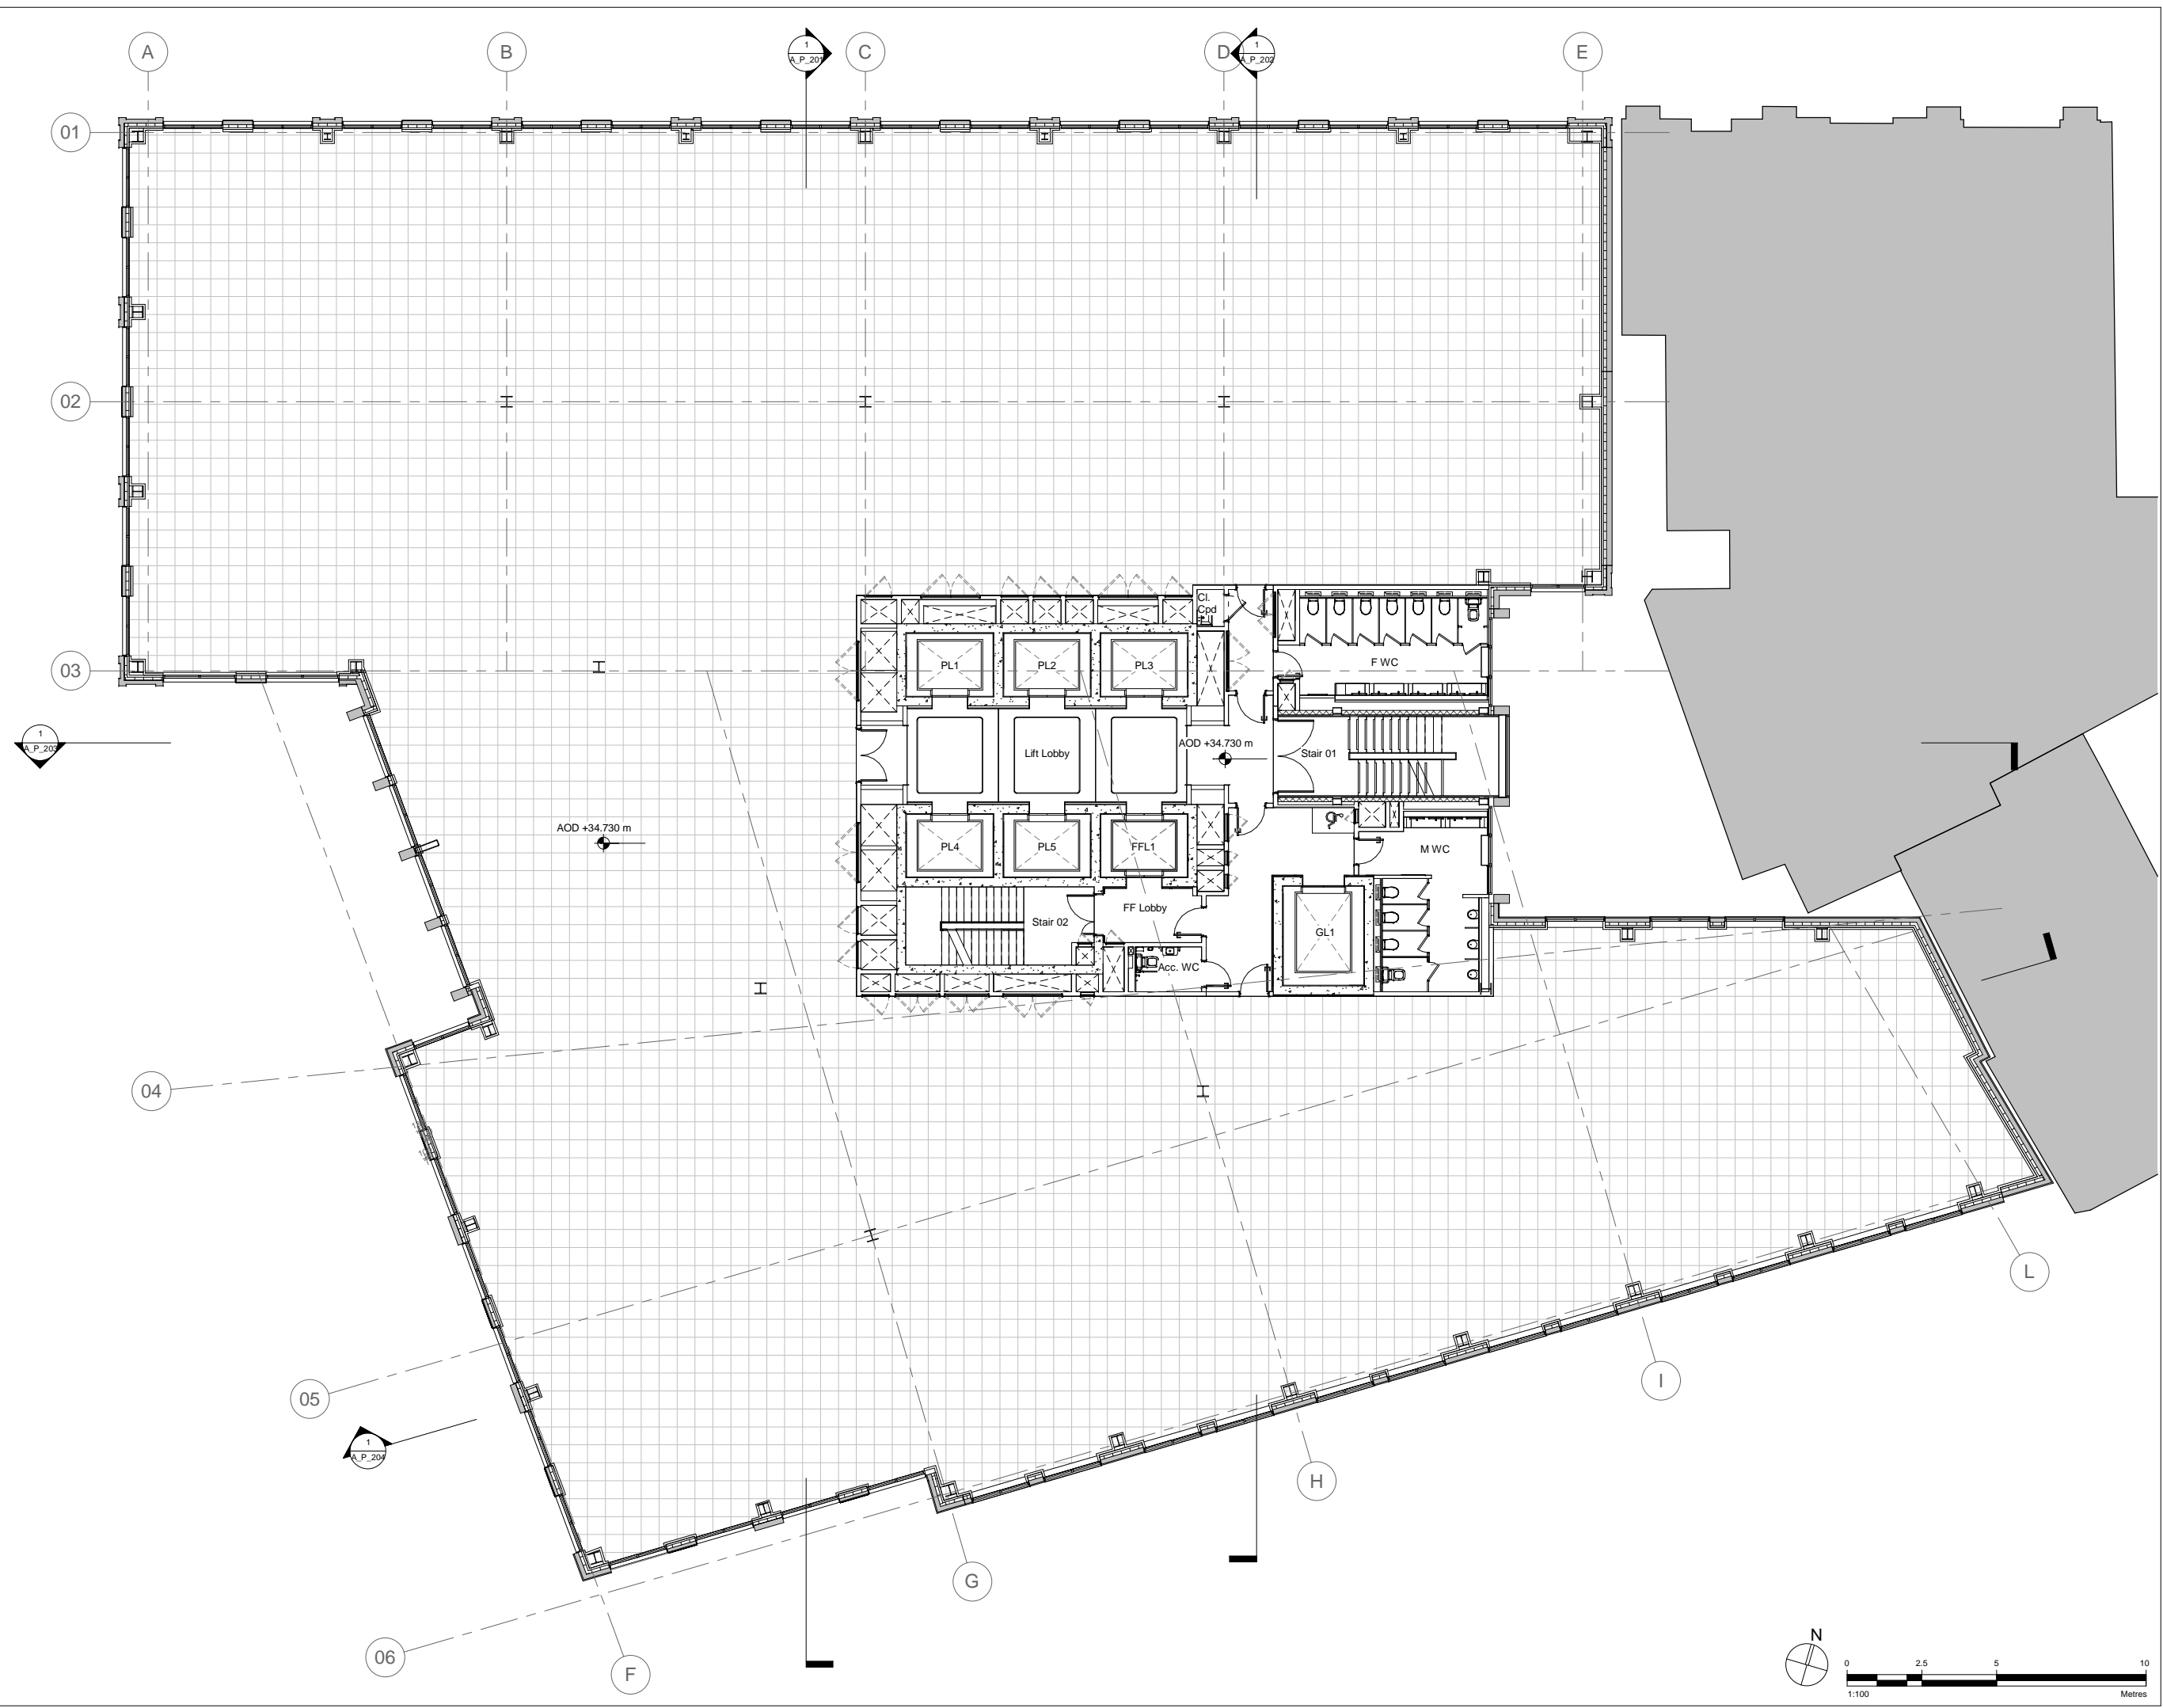 A
B
1
A_P_201
C
D
1
A_P_202
E
01
02
03
Cl.
Cpd
PL1
PL2
PL3
F WC
1
A_P_203
Lift Lobby
AOD +34.730 m
Stair 01
AOD +34.730 m
PL4
PL5
FFL1
M WC
FF Lobby
Stair 02
GL1
Acc. WC
04
L
05
I
1
A_P_204
H
G
06
F
N
0
2.5
5
10
1:100
Metres